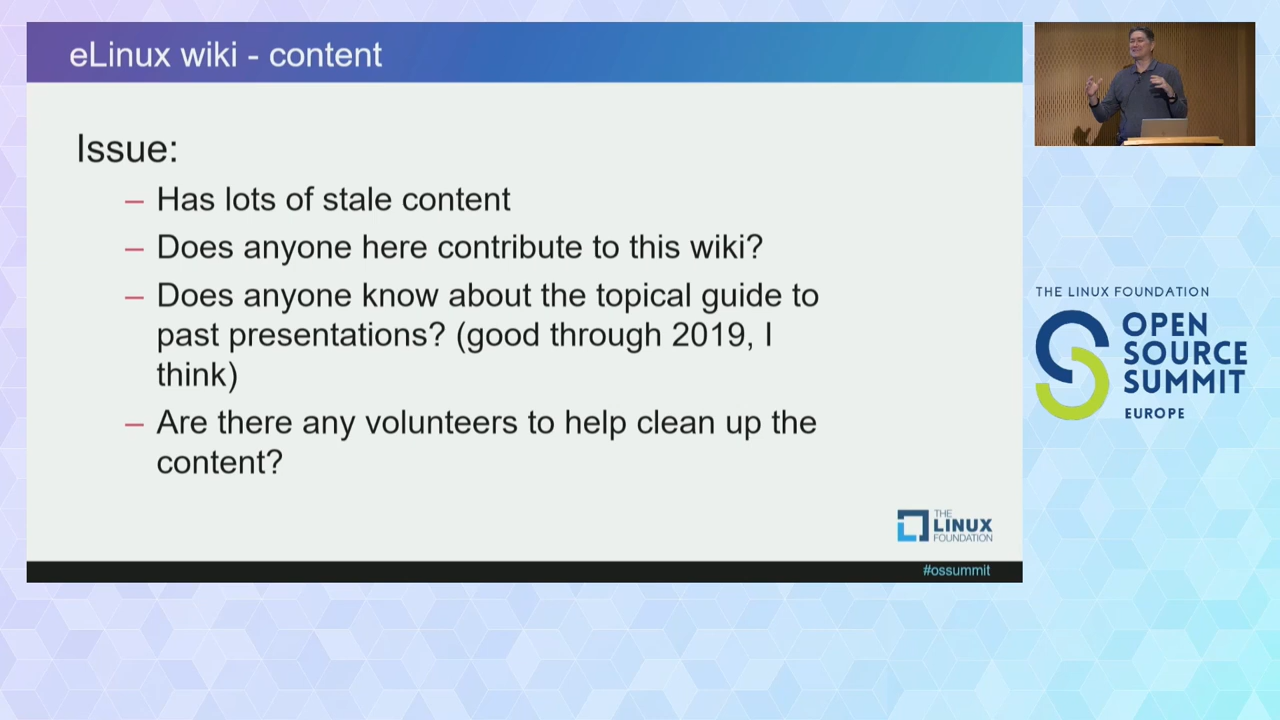 eLinux wiki - content
Issue:
– Has lots of stale content
– Does anyone here contribute to this wiki?
– Does anyone know about the topical guide to
past presentations? (good through 2019, I
think)
– Are there any volunteers to help clean up the
content?
THE
LINUX
FOUNDATION
#ossummit
THE LINUX FOUNDATION
OPEN
SOURCE
SUMMIT
EUROPE